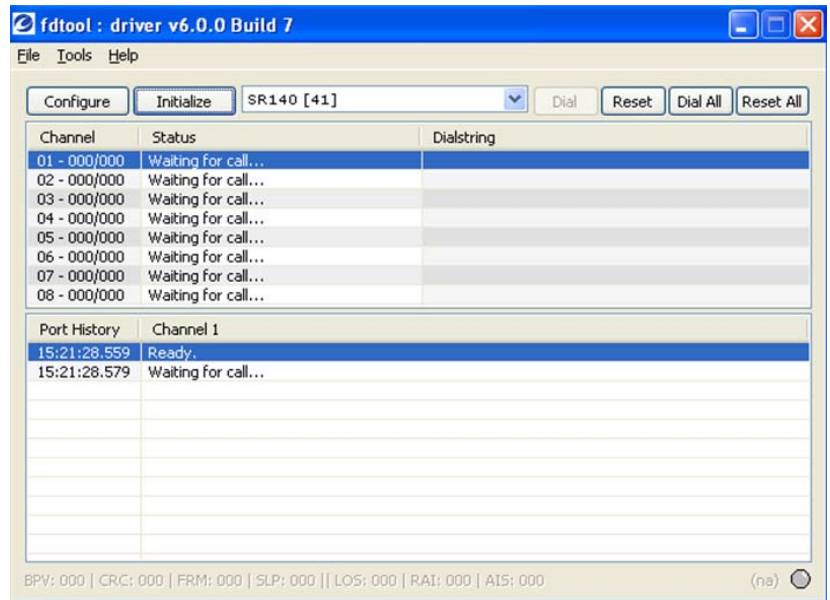 fdtool : driver v6.0.0 Build 7
File Tools Help
Configure Initialize SR140 [41] Dial Reset Dial All Reset All
Channel Status Dialstring
01 - 000/000 Waiting for call...
02 - 000/000 Waiting for call...
03 - 000/000 Waiting for call...
04 - 000/000 Waiting for call...
05 - 000/000 Waiting for call...
06 - 000/000 Waiting for call...
07 - 000/000 Waiting for call...
08 - 000/000 Waiting for call...
Port History Channel 1
15:21:28.559 Ready.
15:21:28.579 Waiting for call...
BPV: 000 | CRC: 000 | FRM: 000 | SLP: 000 || LOS: 000 | RAI: 000 | AIS: 000 (na)